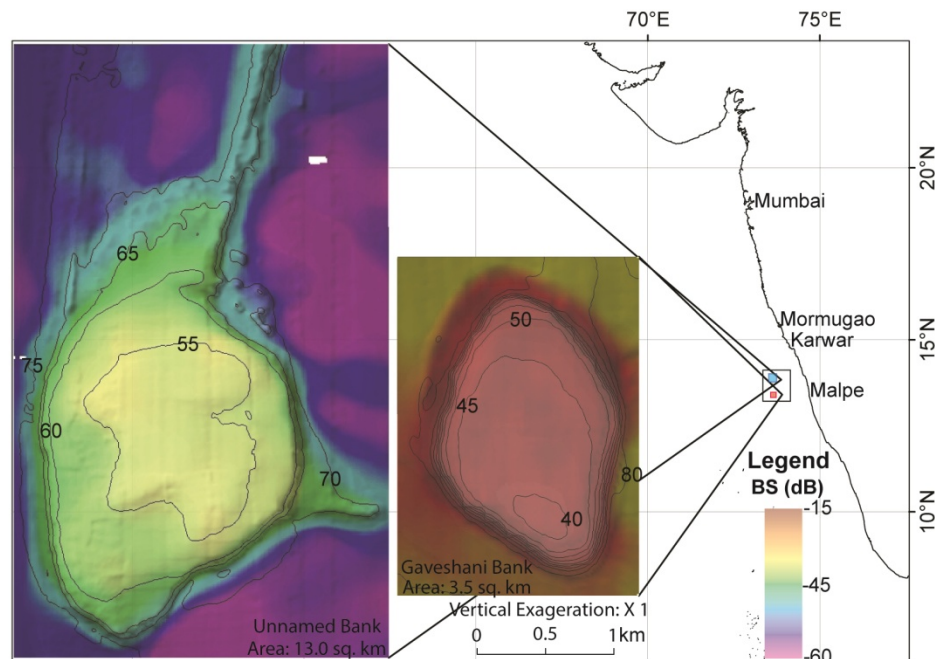 70°E
75°E
20°N
Mumbai
65
50
Mormugao
15°N
Karwar
55
75
45
Malpe
60
70
80
Legend
BS (dB)
-15
40
10°N
Gaveshani Bank
Area: 3.5 sq. km
-45
Vertical Exageration: X 1
Unnamed Bank
Area: 13.0 sq. km
0
0.5
1km
-60